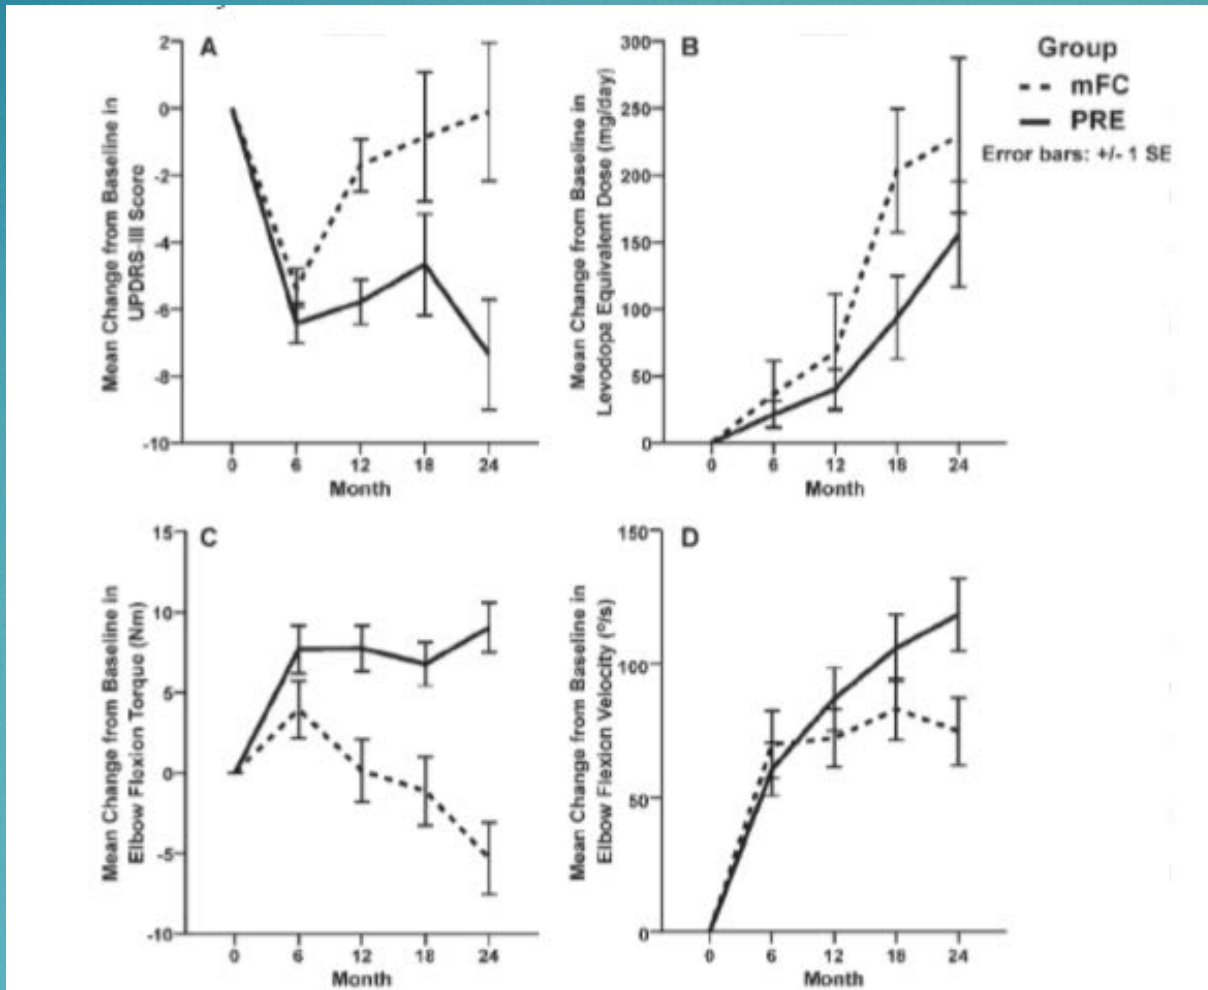 A
2
0
-2
-4
-6
-8
-10
Mean Change from Baseline in
UPDRS-III Score
0 6 12 18 24
Month
B
300
250
200
150
100
50
0
Mean Change from Baseline in
Levodopa Equivalent Dose (mg/day)
0 6 12 18 24
Month
Group
mFC
PRE
Error bars: +/- 1 SE
C
15
10
5
0
-5
-10
Mean Change from Baseline in
Elbow Flexion Torque (Nm)
0 6 12 18 24
Month
D
150
100
50
0
Mean Change from Baseline in
Elbow Flexion Velocity (º/s)
0 6 12 18 24
Month